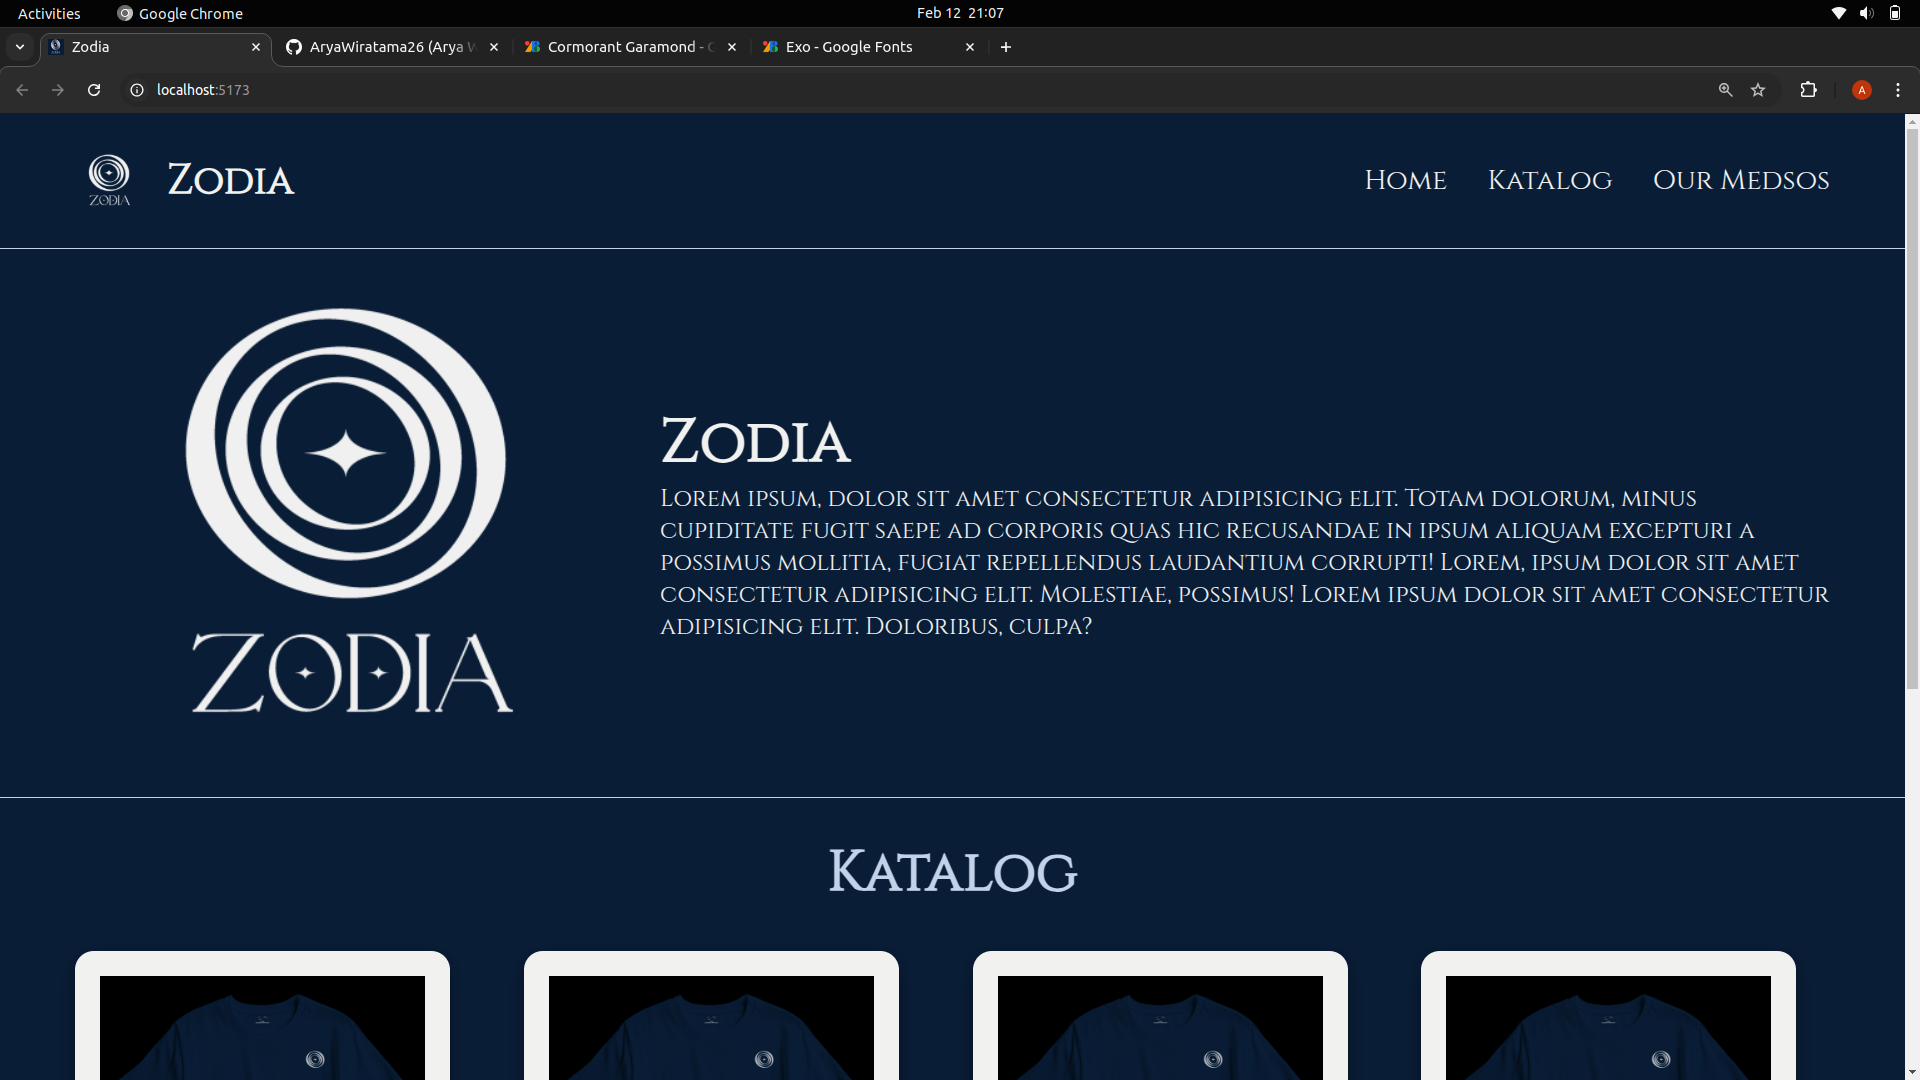 Activities
Google Chrome
Feb 12 21:07
Zodia
AryaWiratama26 (Arya
Cormorant Garamond -
Exo - Google Fonts
localhost:5173
A
ZODIA
Zodia
Home
Katalog
Our Medsos
ZODIA
Zodia
Lorem ipsum, dolor sit amet consectetur adipisicing elit. Totam dolorum, minus
cupiditate fugit saepe ad corporis quas hic recusandae in ipsum aliquam excepturi a
possimus mollitia, fugiat repellendus laudantium corrupti! Lorem, ipsum dolor sit amet
consectetur adipisicing elit. Molestiae, possimus! Lorem ipsum dolor sit amet consectetur
adipisicing elit. Doloribus, culpa?
Katalog